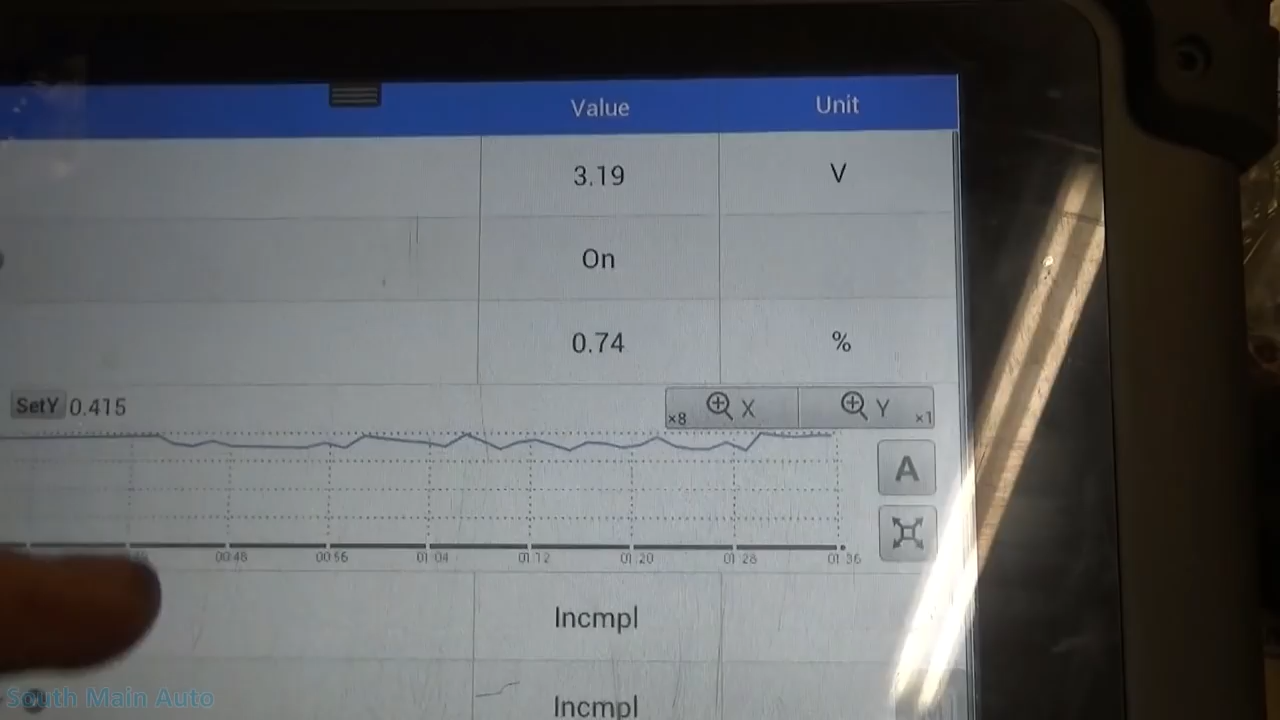 Value Unit
3.19 V
On
0.74 %
SetY 0.415 x8 X Y x1
A
00:48 00:56 01:04 01:12 01:20 01:28 01:36
Incmpl
Incmpl
South Main Auto